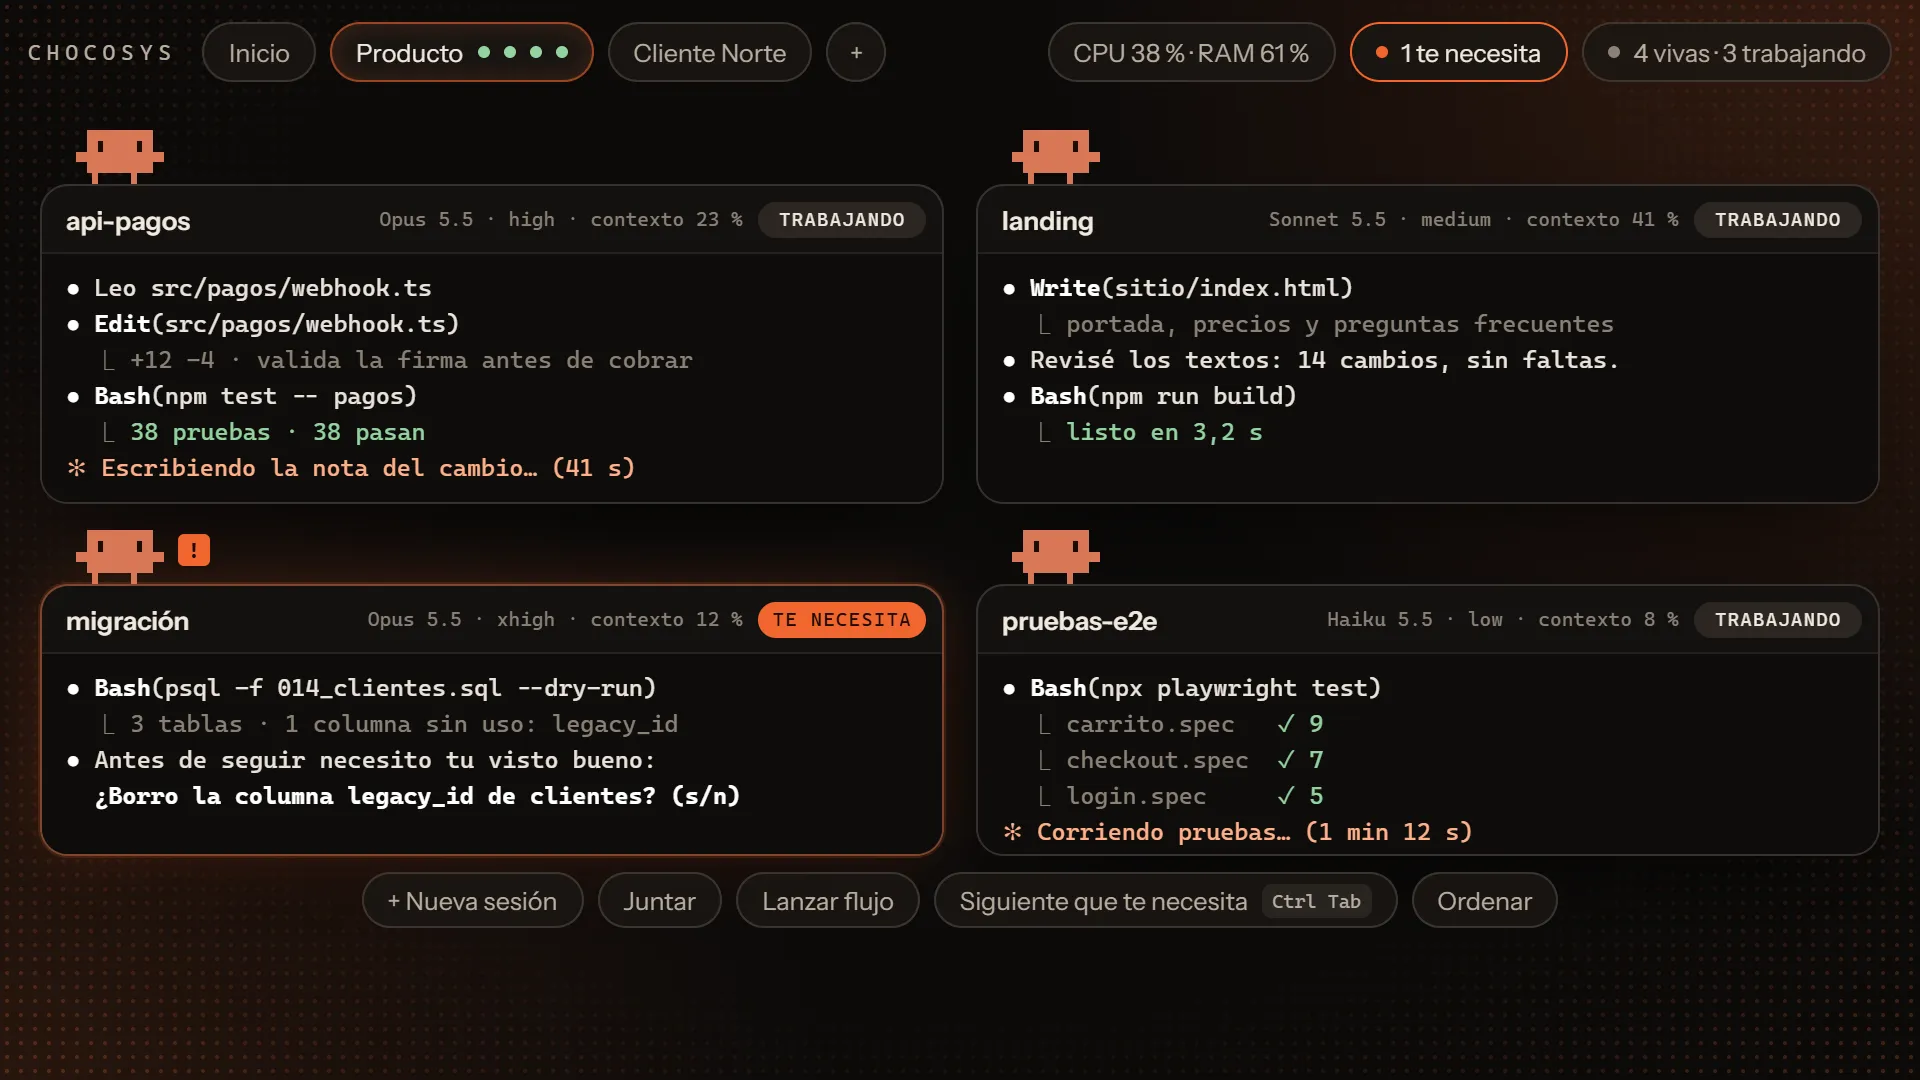 CHOCOSYS Inicio Producto Cliente Norte + CPU 38 % · RAM 61 % 1 te necesita 4 vivas · 3 trabajando
api-pagos Opus 5.5 · high · contexto 23 % TRABAJANDO
● Leo src/pagos/webhook.ts
● Edit(src/pagos/webhook.ts)
⎿ +12 −4 · valida la firma antes de cobrar
● Bash(npm test -- pagos)
⎿ 38 pruebas · 38 pasan
✻ Escribiendo la nota del cambio… (41 s)
landing Sonnet 5.5 · medium · contexto 41 % TRABAJANDO
● Write(sitio/index.html)
⎿ portada, precios y preguntas frecuentes
● Revisé los textos: 14 cambios, sin faltas.
● Bash(npm run build)
⎿ listo en 3,2 s
!
migración Opus 5.5 · xhigh · contexto 12 % TE NECESITA
● Bash(psql -f 014_clientes.sql --dry-run)
⎿ 3 tablas · 1 columna sin uso: legacy_id
● Antes de seguir necesito tu visto bueno:
¿Borro la columna legacy_id de clientes? (s/n)
pruebas-e2e Haiku 5.5 · low · contexto 8 % TRABAJANDO
● Bash(npx playwright test)
⎿ carrito.spec ✓ 9
⎿ checkout.spec ✓ 7
⎿ login.spec ✓ 5
✻ Corriendo pruebas… (1 min 12 s)
+ Nueva sesión Juntar Lanzar flujo Siguiente que te necesita Ctrl Tab Ordenar